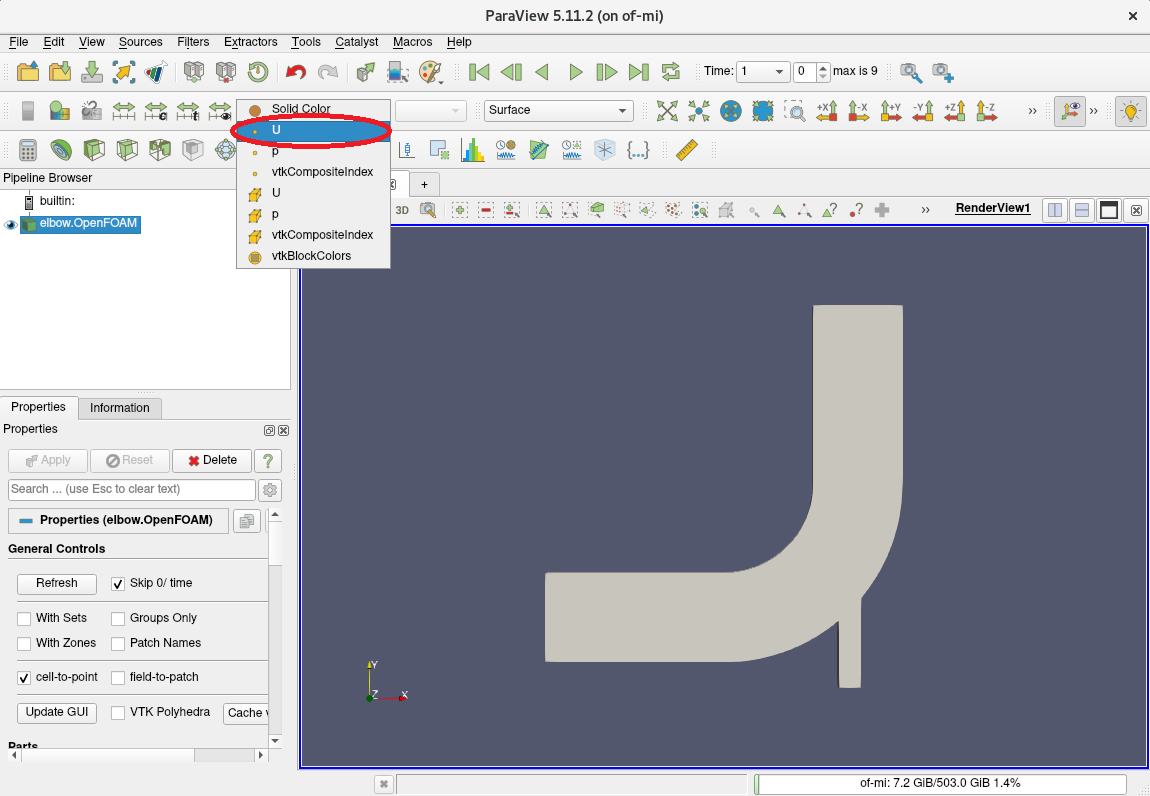 ParaView 5.11.2 (on of-mi)
File Edit View Sources Filters Extractors Tools Catalyst Macros Help
Time: 1 0 max is 9
Surface
+X -X +Y -Y +Z -Z
Solid Color
U
p
vtkCompositeIndex
U
p
vtkCompositeIndex
vtkBlockColors
Pipeline Browser
builtin:
elbow.OpenFOAM
+
3D
RenderView1
Properties Information
Properties
Apply Reset Delete ?
Search ... (use Esc to clear text)
Properties (elbow.OpenFOAM)
General Controls
Refresh Skip 0/ time
With Sets Groups Only
With Zones Patch Names
cell-to-point field-to-patch
Update GUI VTK Polyhedra Cache
Parts
Y
Z X
of-mi: 7.2 GiB/503.0 GiB 1.4%